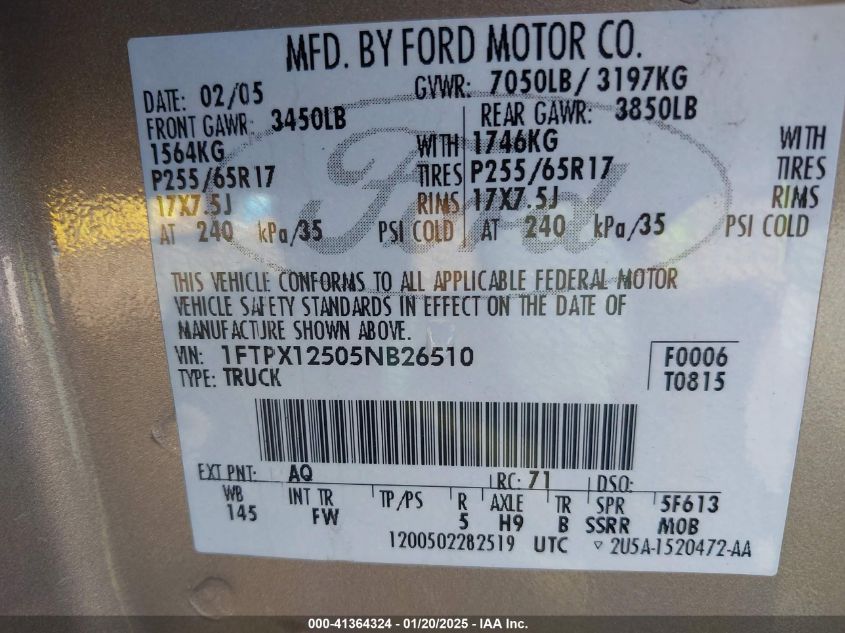 MFD. BY FORD MOTOR CO.
DATE: 02/05 GVWR: 7050LB/ 3197KG
FRONT GAWR: 3450LB REAR GAWR: 3850LB
1564KG WITH 1746KG WITH
P255/65R17 TIRES P255/65R17 TIRES
17X7.5J RIMS 17X7.5J RIMS
AT 240 kPa/35 PSI COLD AT 240 kPa/35 PSI COLD
Ford
THIS VEHICLE CONFORMS TO ALL APPLICABLE FEDERAL MOTOR
VEHICLE SAFETY STANDARDS IN EFFECT ON THE DATE OF
MANUFACTURE SHOWN ABOVE.
VIN: 1FTPX12505NB26510 F0006
TYPE: TRUCK T0815
EXT PNT: AQ RC: 71 DSO:
WB INT TR TP/PS R AXLE TR SPR 5F613
145 FW 5 H9 B SSRR MOB
1200502282519 UTC ▽ 2U5A-1520472-AA
000-41364324 | 01/20/2025 - IAA Inc.